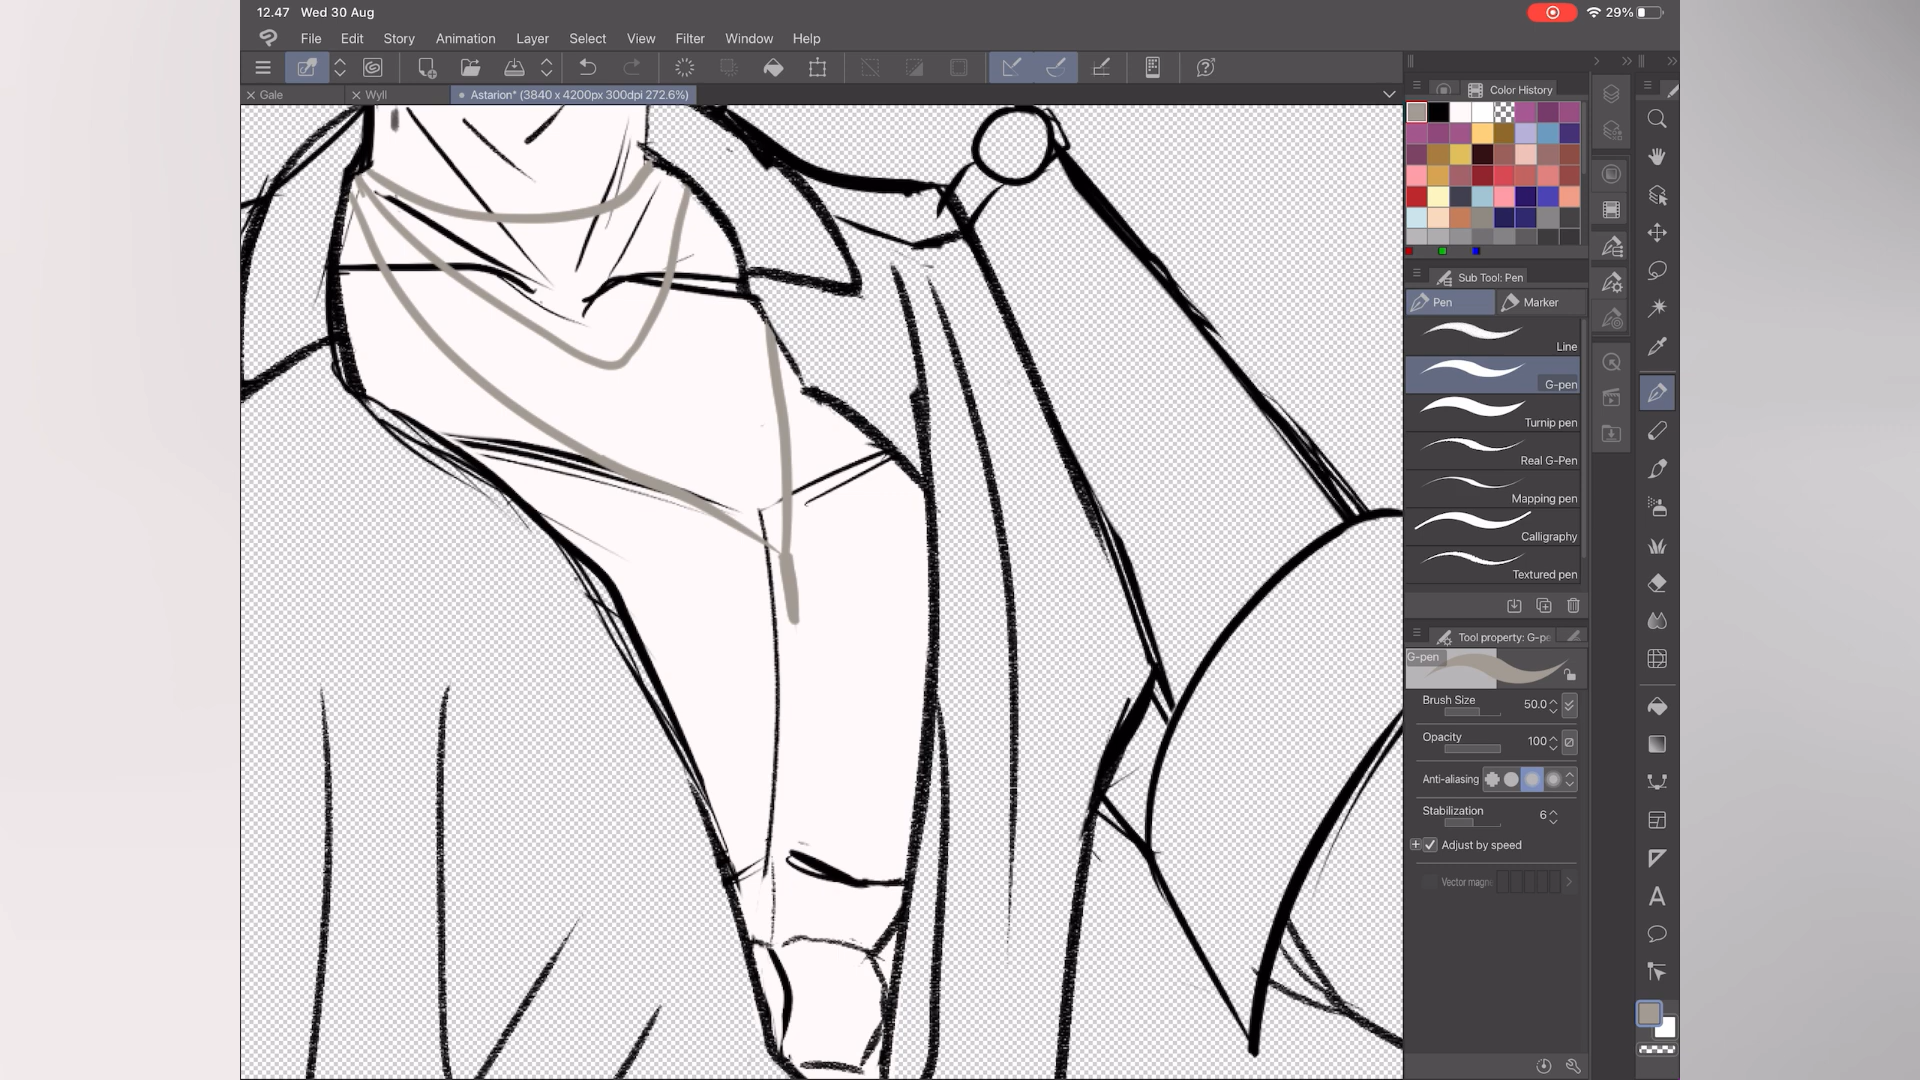 12.47 Wed 30 Aug
29%
File Edit Story Animation Layer Select View Filter Window Help
Gale Wyll Astarion* (3840 x 4200px 300dpi 272.6%)
Color History
Sub Tool: Pen
Pen Marker
Line
G-pen
Turnip pen
Real G-Pen
Mapping pen
Calligraphy
Textured pen
Tool property: G-pe
G-pen
Brush Size 50.0
Opacity 100
Anti-aliasing
Stabilization 6
Adjust by speed
Vector magne